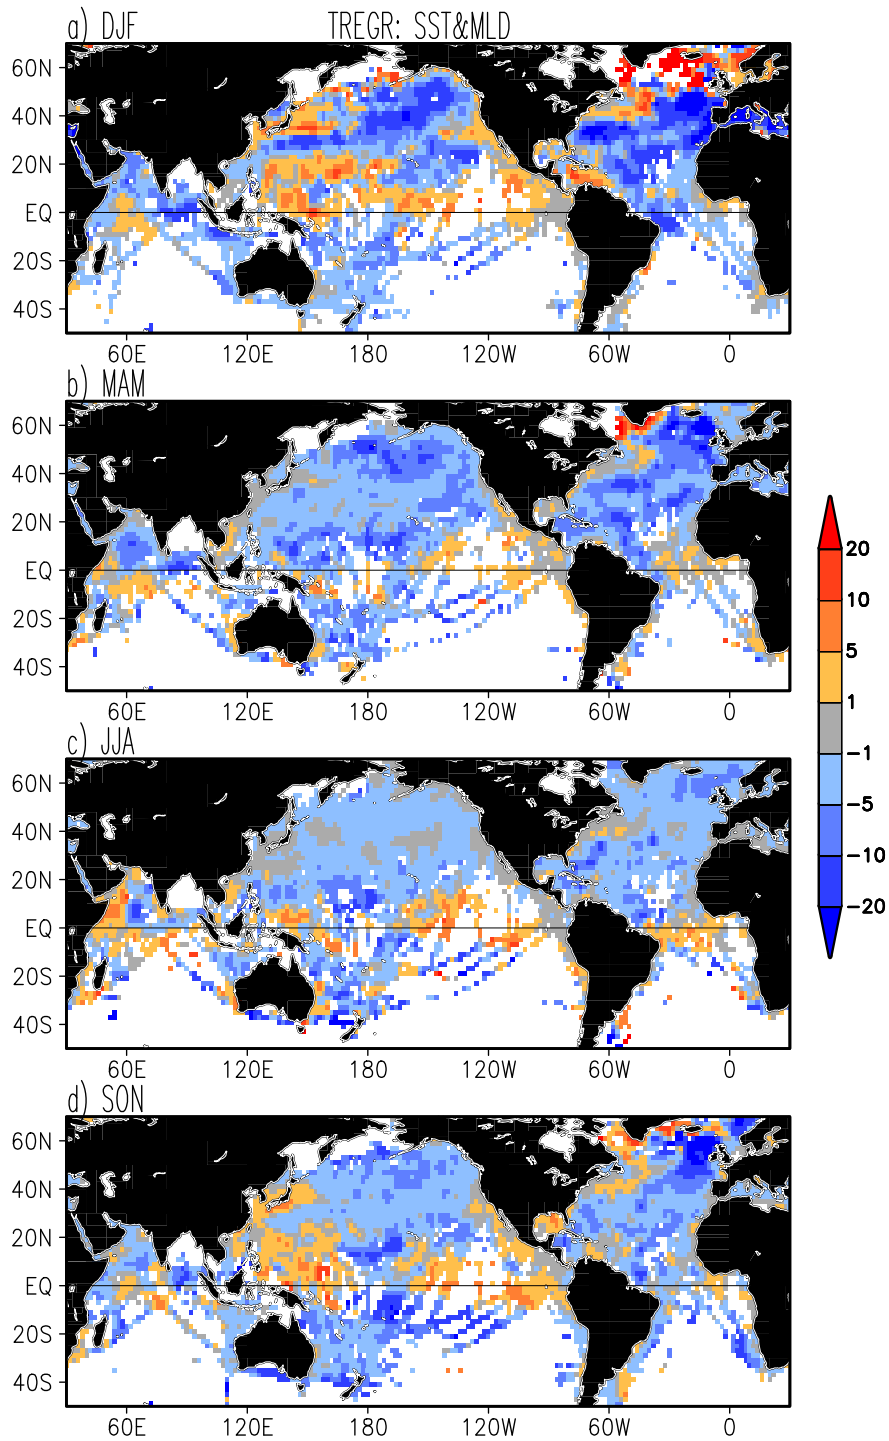 a) DJF TREGR: SST&MLD
60N
40N
20N
EQ
20S
40S
60E 120E 180 120W 60W 0
b) MAM
60N
40N
20N
EQ
20S
40S
60E 120E 180 120W 60W 0
20
10
5
1
-1
-5
-10
-20
c) JJA
60N
40N
20N
EQ
20S
40S
60E 120E 180 120W 60W 0
d) SON
60N
40N
20N
EQ
20S
40S
60E 120E 180 120W 60W 0